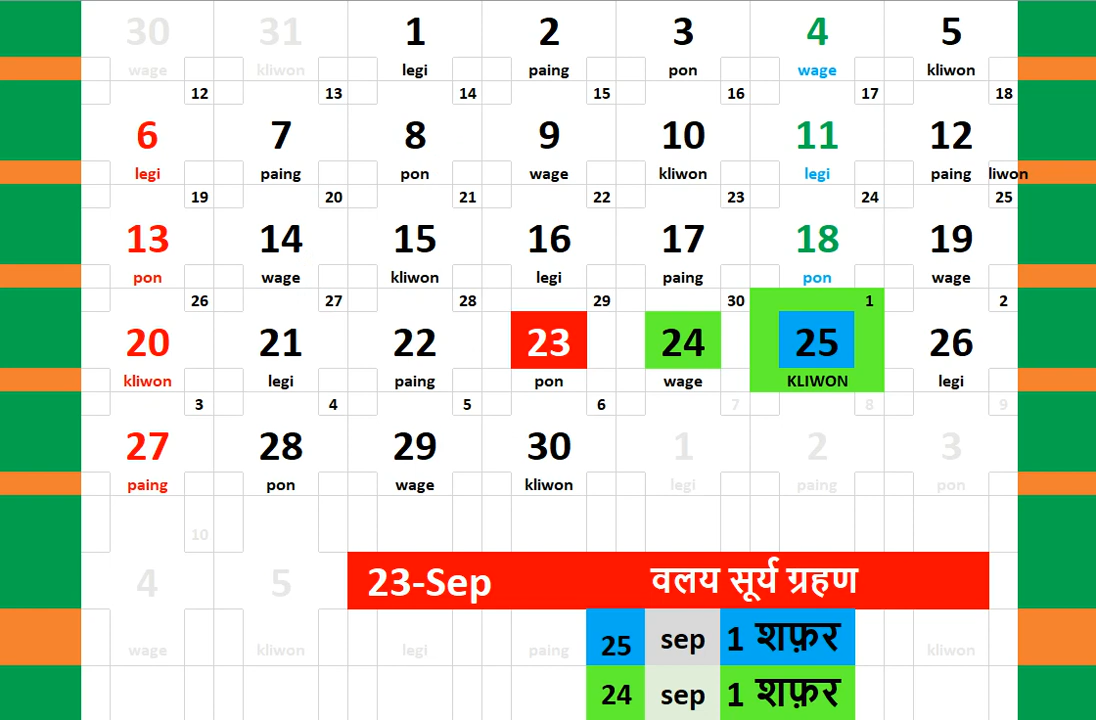 30 31 1 2 3 4 5
wage kliwon legi paing pon wage kliwon
12 13 14 15 16 17 18
6 7 8 9 10 11 12
legi paing pon wage kliwon legi paing liwon
19 20 21 22 23 24 25
13 14 15 16 17 18 19
pon wage kliwon legi paing pon wage
26 27 28 29 30 1 2
20 21 22 23 24 25 26
kliwon legi paing pon wage KLIWON legi
3 4 5 6 7 8 9
27 28 29 30 1 2 3
paing pon wage kliwon legi paing pon
10
4 5 23-Sep वलय सूर्य ग्रहण
wage kliwon legi paing 25 sep 1 शफ़र kliwon
24 sep 1 शफ़र